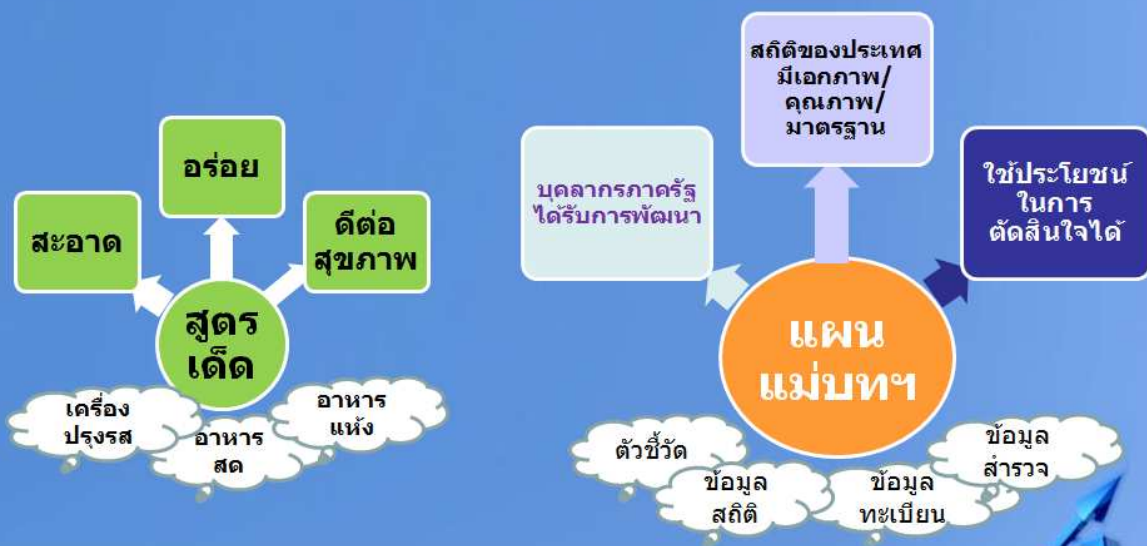 สะอาด
อร่อย
ดีต่อ
สุขภาพ
สูตร
เด็ด
เครื่อง
ปรุงรส
อาหาร
สด
อาหาร
แห้ง
บุคลากรภาครัฐ
ได้รับการพัฒนา
สถิติของประเทศ
มีเอกภาพ/
คุณภาพ/
มาตรฐาน
ใช้ประโยชน์
ในการ
ตัดสินใจได้
แผน
แม่บทฯ
ตัวชี้วัด
ข้อมูล
สถิติ
ข้อมูล
ทะเบียน
ข้อมูล
สำรวจ